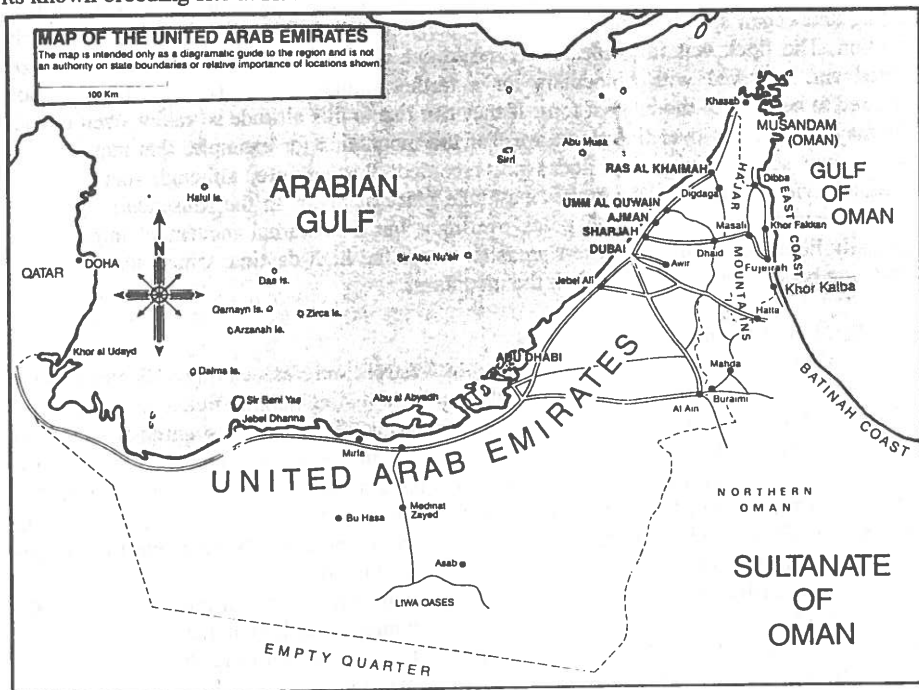 MAP OF THE UNITED ARAB EMIRATES
The map is intended only as a diagramatic guide to the region and is not
an authority on state boundaries or relative importance of locations shown.
100 Km
Khasab
MUSANDAM
(OMAN)
Abu Musa
Sirri
RAS AL KHAIMAH
GULF
OF
OMAN
Dibba
Digdaga
HAJAR
MOUNTAINS
EAST
COAST
Halul Is.
ARABIAN
GULF
UMM AL QUWAIN
AJMAN
SHARJAH
DUBAI
Masafi
Khor Fakkan
Dhaid
Fujeirah
Awir
N
QATAR
DOHA
Sir Abu Nu'sir
Das Is.
Jebel Ali
Khor Kalba
Hatta
Qarnayn Is.
Zirca Is.
Arzanah Is.
Khor al Udayd
Dalma Is.
ABU DHABI
Mahda
BATINAH COAST
Sir Beni Yas
Abu al Abyadh
Buraimi
Al Ain
Jebel Dhanna
Mirfa
UNITED ARAB EMIRATES
NORTHERN
OMAN
Medinat
Zayed
Bu Hasa
Asab
LIWA OASES
SULTANATE
OF
OMAN
EMPTY QUARTER